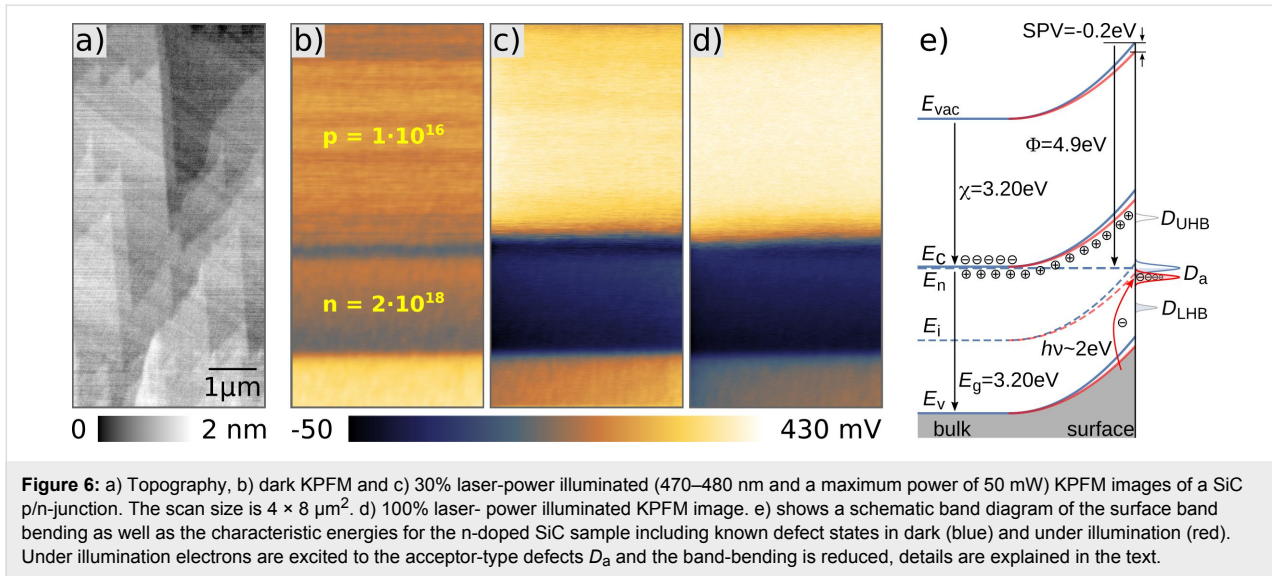 a)
1μm
0
2 nm
b)
p = 1·10¹⁶
n = 2·10¹⁸
c)
d)
-50
430 mV
e)
SPV=-0.2eV
E_vac
Φ=4.9eV
χ=3.20eV
D_UHB
E_C
E_n
D_a
D_LHB
E_i
hν~2eV
E_g=3.20eV
E_v
bulk
surface
Figure 6: a) Topography, b) dark KPFM and c) 30% laser-power illuminated (470–480 nm and a maximum power of 50 mW) KPFM images of a SiC
p/n-junction. The scan size is 4 × 8 μm². d) 100% laser- power illuminated KPFM image. e) shows a schematic band diagram of the surface band
bending as well as the characteristic energies for the n-doped SiC sample including known defect states in dark (blue) and under illumination (red).
Under illumination electrons are excited to the acceptor-type defects D_a and the band-bending is reduced, details are explained in the text.